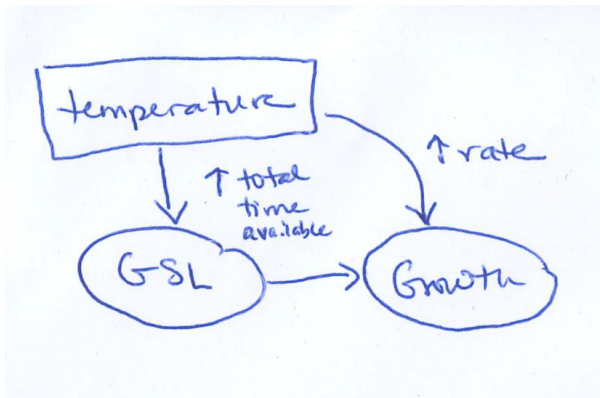 temperature
↑ rate
↑ total
time
available
GSL
Growth